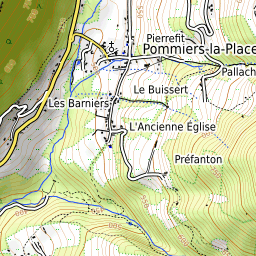 Pierrefit
Pommiers-la-Place
Pallach
Le Buissert
Les Barniers
L'Ancienne Église
Préfanton